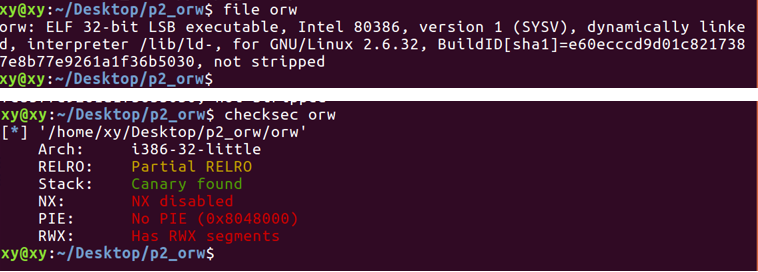 xy@xy:~/Desktop/p2_orw$ file orw
orw: ELF 32-bit LSB executable, Intel 80386, version 1 (SYSV), dynamically linke
d, interpreter /lib/ld-, for GNU/Linux 2.6.32, BuildID[sha1]=e60ecccd9d01c821738
7e8b77e9261a1f36b5030, not stripped
xy@xy:~/Desktop/p2_orw$
xy@xy:~/Desktop/p2_orw$ checksec orw
[*] '/home/xy/Desktop/p2_orw/orw'
Arch: i386-32-little
RELRO: Partial RELRO
Stack: Canary found
NX: NX disabled
PIE: No PIE (0x8048000)
RWX: Has RWX segments
xy@xy:~/Desktop/p2_orw$